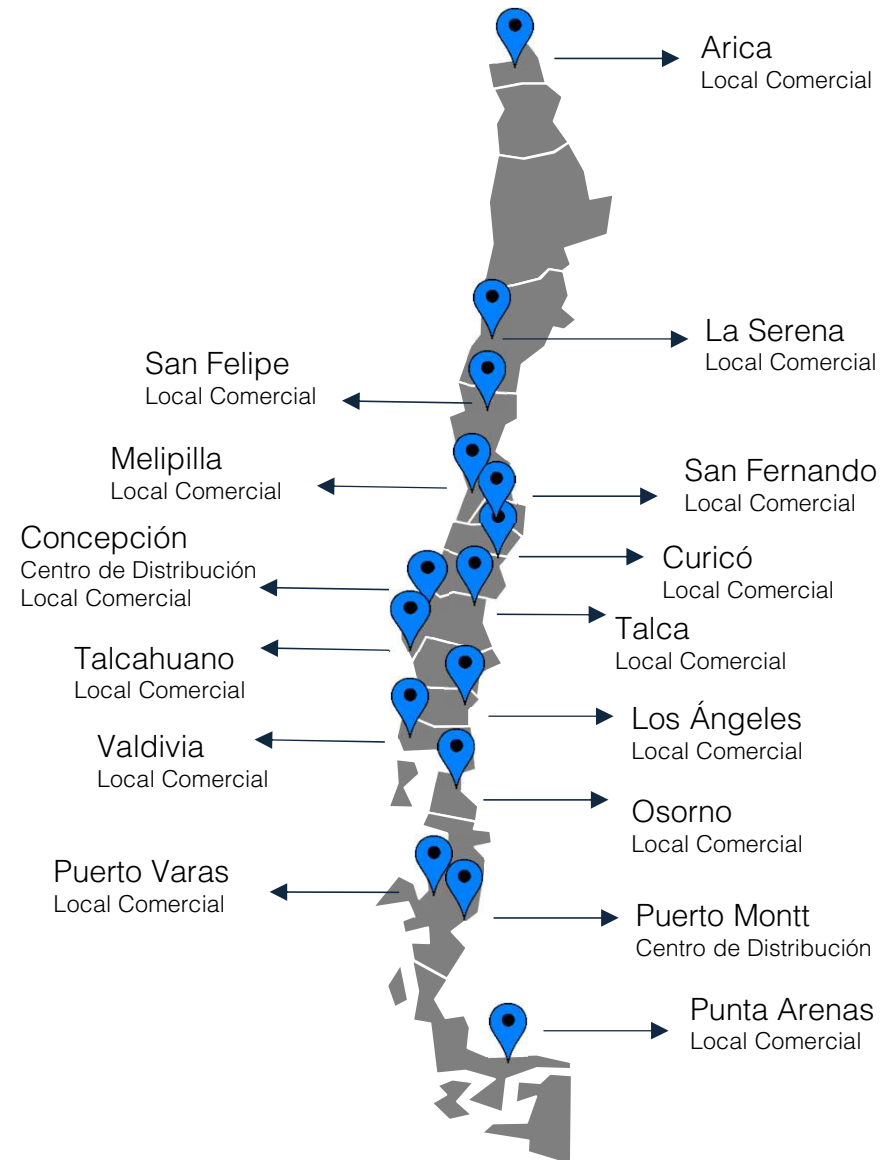 Arica
Local Comercial
La Serena
Local Comercial
San Felipe
Local Comercial
Melipilla
Local Comercial
San Fernando
Local Comercial
Concepción
Centro de Distribución
Local Comercial
Curicó
Local Comercial
Talca
Local Comercial
Talcahuano
Local Comercial
Los Ángeles
Local Comercial
Valdivia
Local Comercial
Osorno
Local Comercial
Puerto Varas
Local Comercial
Puerto Montt
Centro de Distribución
Punta Arenas
Local Comercial